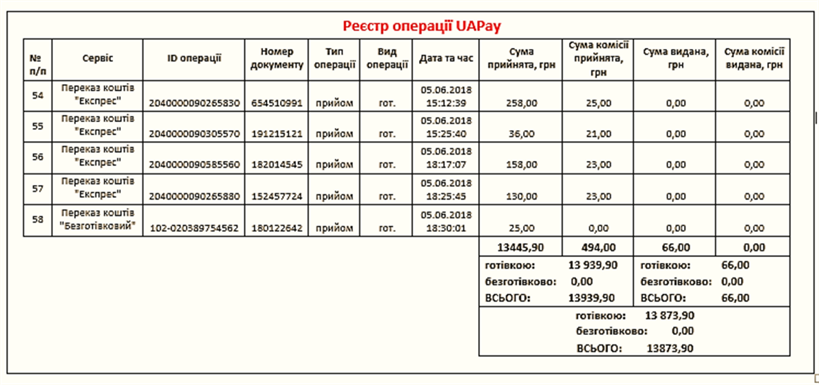 Реєстр операції UAPay
№ п/п Сервіс ID операції Номер документу Тип операції Вид операції Дата та час Сума прийнята, грн Сума комісії прийнята, грн Сума видана, грн Сума комісії видана, грн
54 Переказ коштів "Експрес" 2040000090265830 654510991 прийом гот. 05.06.2018 15:12:39 258,00 25,00 0,00 0,00
55 Переказ коштів "Експрес" 2040000090305570 191215121 прийом гот. 05.06.2018 15:25:40 36,00 21,00 0,00 0,00
56 Переказ коштів "Експрес" 2040000090585560 182014545 прийом гот. 05.06.2018 18:17:07 158,00 23,00 0,00 0,00
57 Переказ коштів "Експрес" 2040000090265880 152457724 прийом гот. 05.06.2018 18:25:45 130,00 23,00 0,00 0,00
58 Переказ коштів "Безготівковий" 102-020389754562 180122642 прийом гот. 05.06.2018 18:30:01 25,00 0,00 0,00 0,00
13445,90 494,00 66,00 0,00
готівкою: 13 939,90 готівкою: 66,00
безготівково: 0,00 безготівково: 0,00
ВСЬОГО: 13939,90 ВСЬОГО: 66,00
готівкою: 13 873,90
безготівково: 0,00
ВСЬОГО: 13873,90